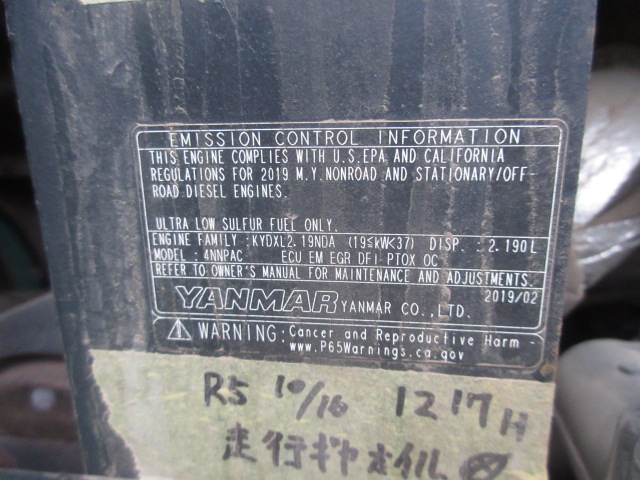 EMISSION CONTROL INFORMATION
THIS ENGINE COMPLIES WITH U.S.EPA AND CALIFORNIA
REGULATIONS FOR 2019 M.Y.NONROAD AND STATIONARY/OFF-
ROAD DIESEL ENGINES.
ULTRA LOW SULFUR FUEL ONLY.
ENGINE FAMILY :KYDXL2.19NDA (19≤kW<37) DISP. : 2.190L
MODEL : 4NNPAC ECU EM EGR DFI PTOX OC
REFER TO OWNER'S MANUAL FOR MAINTENANCE AND ADJUSTMENTS.
2019/02
YANMAR YANMAR CO.,LTD.
⚠ WARNING:Cancer and Reproductive Harm -
www.P65Warnings.ca.gov
R5 10/16 1217H
走行ギヤオイル